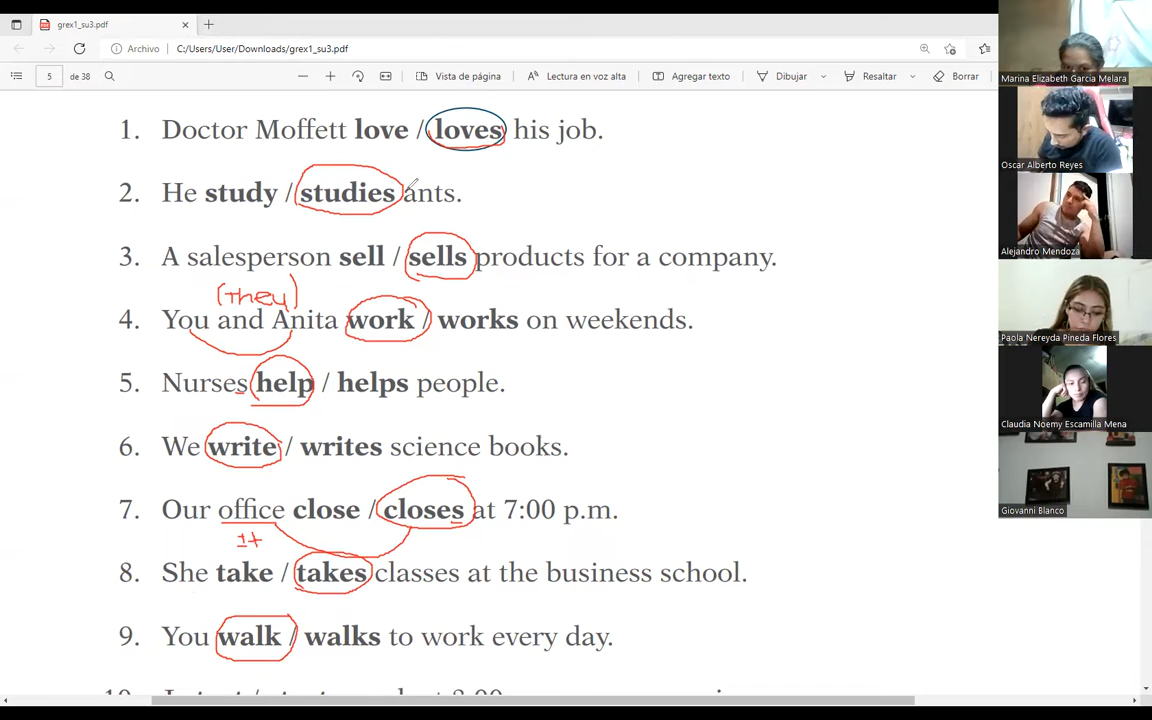 grex1_su3.pdf
Archivo C:/Users/User/Downloads/grex1_su3.pdf
5 de 38 Vista de página Lectura en voz alta Agregar texto Dibujar Resaltar Borrar
1. Doctor Moffett love / loves his job.
2. He study / studies ants.
3. A salesperson sell / sells products for a company.
(they)
4. You and Anita work / works on weekends.
5. Nurses help / helps people.
6. We write / writes science books.
7. Our office close / closes at 7:00 p.m.
it
8. She take / takes classes at the business school.
9. You walk / walks to work every day.
Marina Elizabeth Garcia Melara
Oscar Alberto Reyes
Alejandro Mendoza
Paola Nereyda Pineda Flores
Claudia Noemy Escamilla Mena
Giovanni Blanco